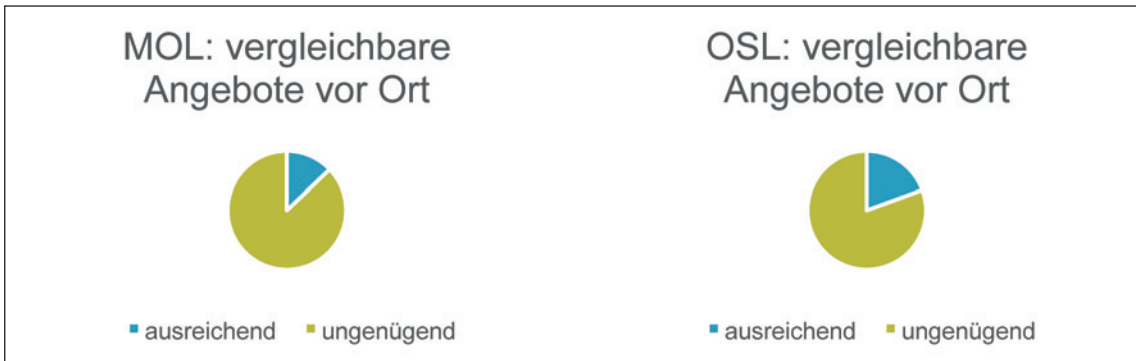 MOL: vergleichbare
Angebote vor Ort
ausreichend ungenügend
OSL: vergleichbare
Angebote vor Ort
ausreichend ungenügend